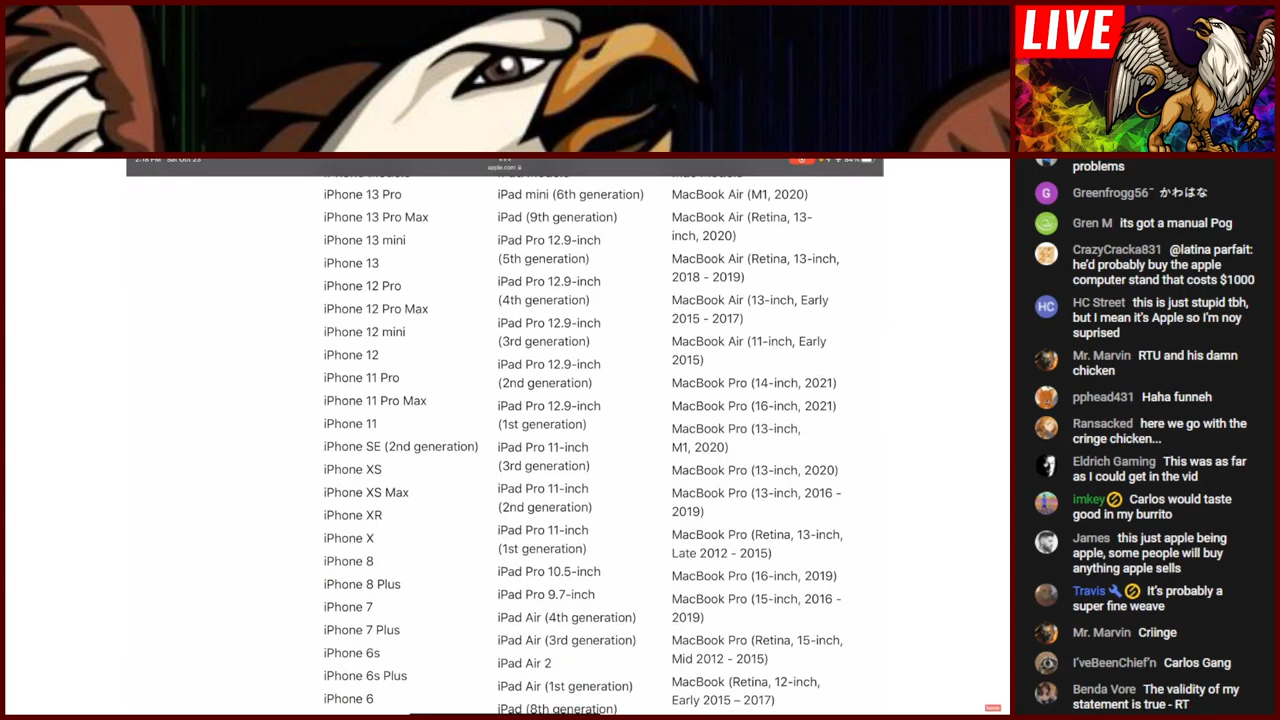 LIVE
2:18 PM Sat Oct 23
apple.com
84%
iPhone 13 Pro
iPhone 13 Pro Max
iPhone 13 mini
iPhone 13
iPhone 12 Pro
iPhone 12 Pro Max
iPhone 12 mini
iPhone 12
iPhone 11 Pro
iPhone 11 Pro Max
iPhone 11
iPhone SE (2nd generation)
iPhone XS
iPhone XS Max
iPhone XR
iPhone X
iPhone 8
iPhone 8 Plus
iPhone 7
iPhone 7 Plus
iPhone 6s
iPhone 6s Plus
iPhone 6
iPad mini (6th generation)
iPad (9th generation)
iPad Pro 12.9-inch
(5th generation)
iPad Pro 12.9-inch
(4th generation)
iPad Pro 12.9-inch
(3rd generation)
iPad Pro 12.9-inch
(2nd generation)
iPad Pro 12.9-inch
(1st generation)
iPad Pro 11-inch
(3rd generation)
iPad Pro 11-inch
(2nd generation)
iPad Pro 11-inch
(1st generation)
iPad Pro 10.5-inch
iPad Pro 9.7-inch
iPad Air (4th generation)
iPad Air (3rd generation)
iPad Air 2
iPad Air (1st generation)
iPad (8th generation)
MacBook Air (M1, 2020)
MacBook Air (Retina, 13-
inch, 2020)
MacBook Air (Retina, 13-inch,
2018 - 2019)
MacBook Air (13-inch, Early
2015 - 2017)
MacBook Air (11-inch, Early
2015)
MacBook Pro (14-inch, 2021)
MacBook Pro (16-inch, 2021)
MacBook Pro (13-inch,
M1, 2020)
MacBook Pro (13-inch, 2020)
MacBook Pro (13-inch, 2016 -
2019)
MacBook Pro (Retina, 13-inch,
Late 2012 - 2015)
MacBook Pro (16-inch, 2019)
MacBook Pro (15-inch, 2016 -
2019)
MacBook Pro (Retina, 15-inch,
Mid 2012 - 2015)
MacBook (Retina, 12-inch,
Early 2015 – 2017)
problems
G Greenfrogg56˜ かわはな
Gren M its got a manual Pog
CrazyCracka831 @latina parfait:
he'd probably buy the apple
computer stand that costs $1000
HC HC Street this is just stupid tbh,
but I mean it's Apple so I'm noy
suprised
Mr. Marvin RTU and his damn
chicken
pphead431 Haha funneh
Ransacked here we go with the
cringe chicken...
Eldrich Gaming This was as far
as I could get in the vid
imkey Carlos would taste
good in my burrito
James this just apple being
apple, some people will buy
anything apple sells
Travis It's probably a
super fine weave
Mr. Marvin Criinge
I'veBeenChief'n Carlos Gang
Benda Vore The validity of my
statement is true - RT